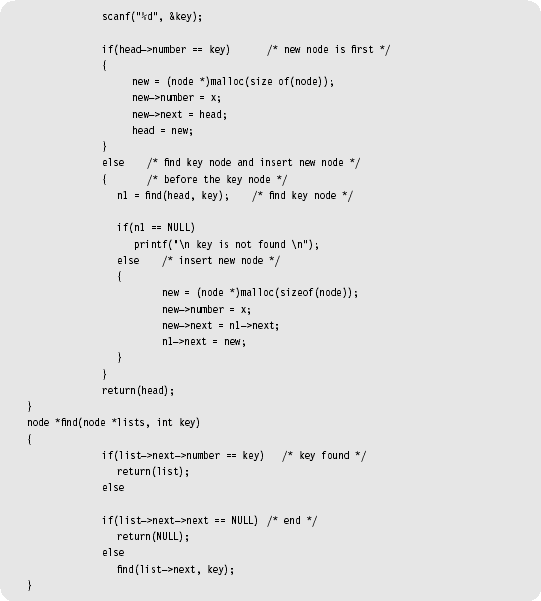 scanf("%d", &key);
if(head–>number == key) /* new node is first */
{
new = (node *)malloc(size of(node));
new–>number = x;
new–>next = head;
head = new;
}
else /* find key node and insert new node */
{ /* before the key node */
n1 = find(head, key); /* find key node */
if(n1 == NULL)
printf("\n key is not found \n");
else /* insert new node */
{
new = (node *)malloc(sizeof(node));
new–>number = x;
new–>next = n1–>next;
n1–>next = new;
}
}
return(head);
}
node *find(node *lists, int key)
{
if(list–>next–>number == key) /* key found */
return(list);
else
if(list–>next–>next == NULL) /* end */
return(NULL);
else
find(list–>next, key);
}